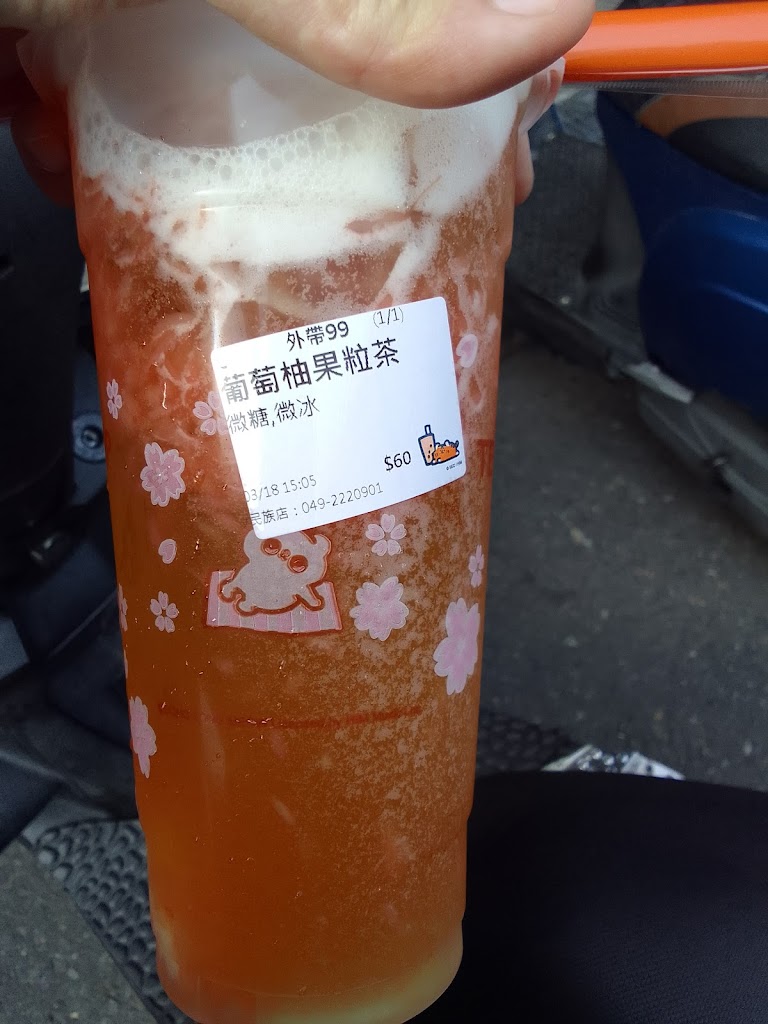 外帶99 (1/1)
葡萄柚果粒茶
微糖,微冰
$60
03/18 15:05
民族店：049-2220901